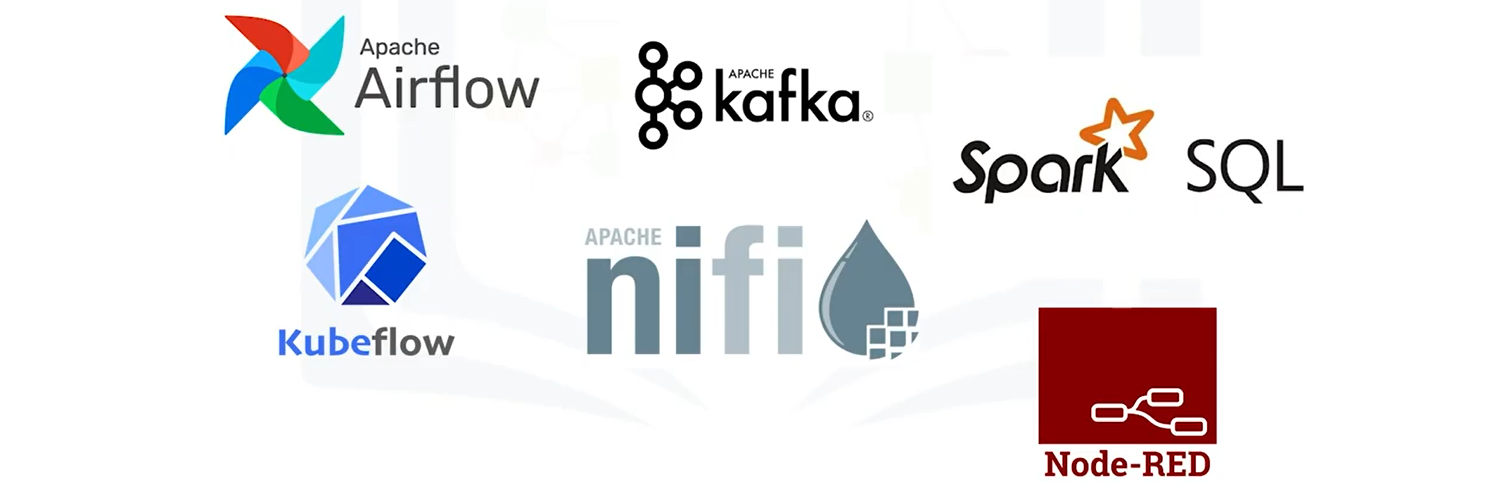 Apache
Airflow
APACHE
kafka®
Spark SQL
Kubeflow
APACHE
nifi
Node-RED